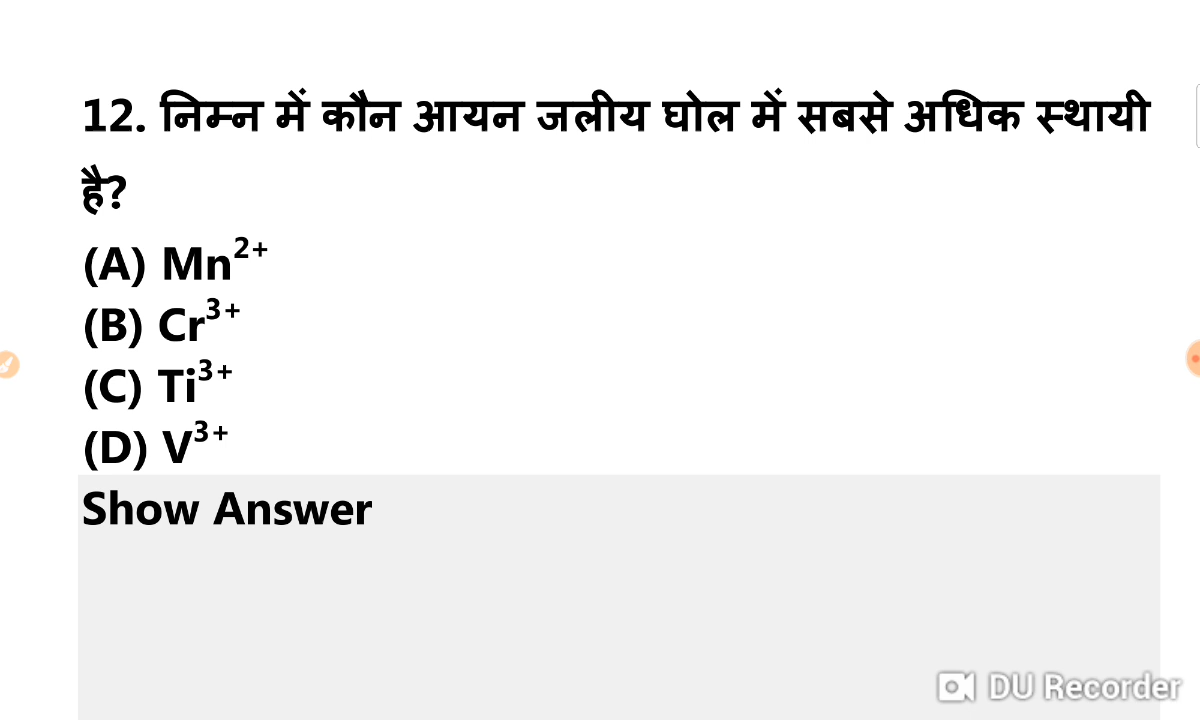 12. निम्न में कौन आयन जलीय घोल में सबसे अधिक स्थायी
है?
(A) Mn²⁺
(B) Cr³⁺
(C) Ti³⁺
(D) V³⁺
Show Answer
DU Recorder